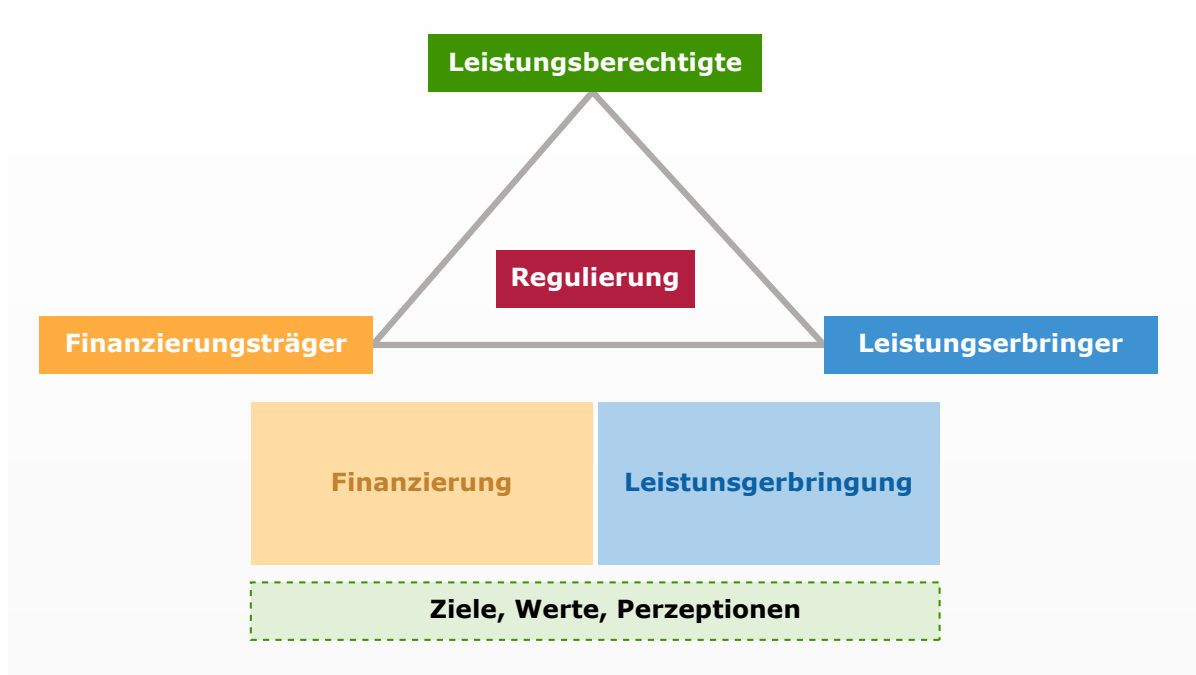 Leistungsberechtigte
Regulierung
Finanzierungsträger
Leistungserbringer
Finanzierung
Leistunsgerbringung
Ziele, Werte, Perzeptionen